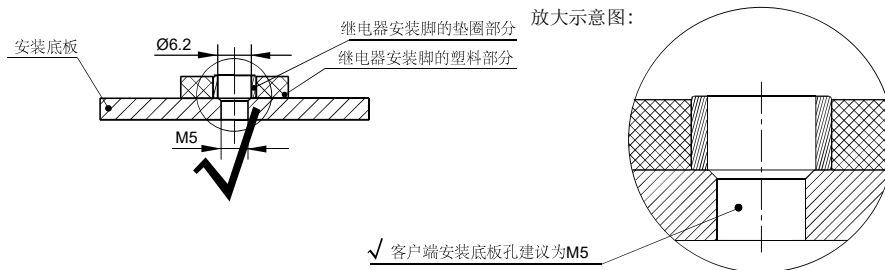 放大示意图：
继电器安装脚的垫圈部分
Ø6.2
安装底板
继电器安装脚的塑料部分
M5
客户端安装底板孔建议为M5